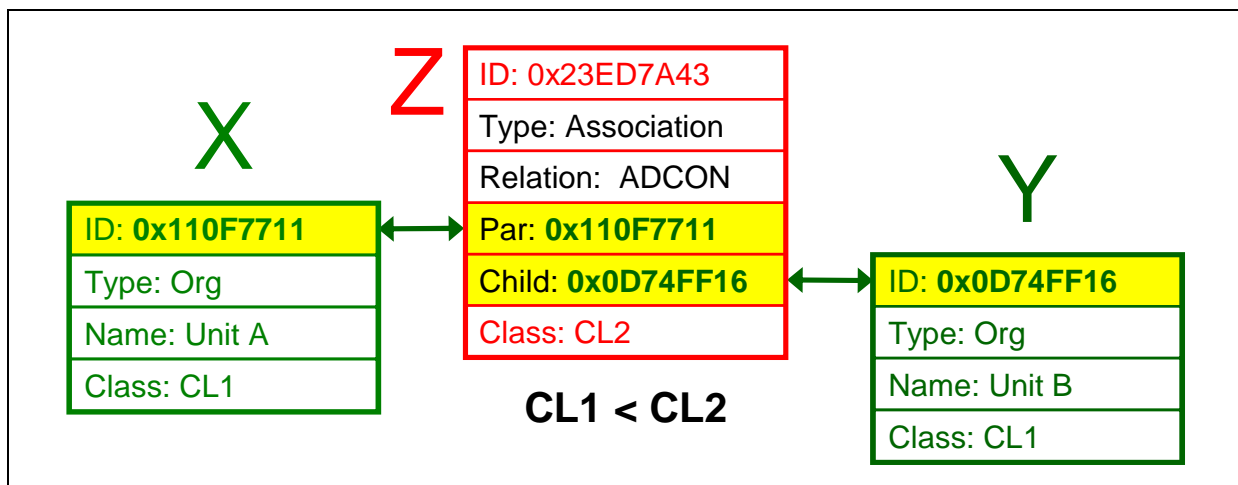 X
ID: 0x110F7711
Type: Org
Name: Unit A
Class: CL1
Z
ID: 0x23ED7A43
Type: Association
Relation: ADCON
Par: 0x110F7711
Child: 0x0D74FF16
Class: CL2
CL1 < CL2
Y
ID: 0x0D74FF16
Type: Org
Name: Unit B
Class: CL1